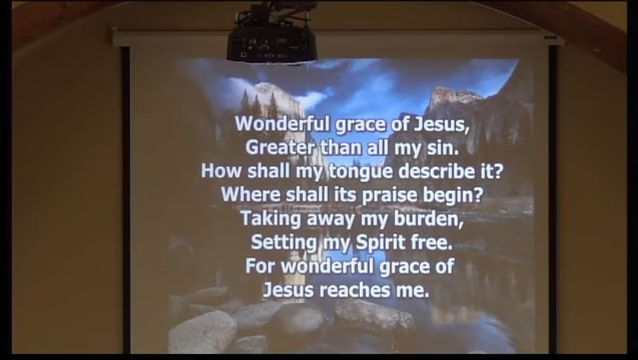 Wonderful grace of Jesus,
Greater than all my sin.
How shall my tongue describe it?
Where shall its praise begin?
Taking away my burden,
Setting my Spirit free.
For wonderful grace of
Jesus reaches me.